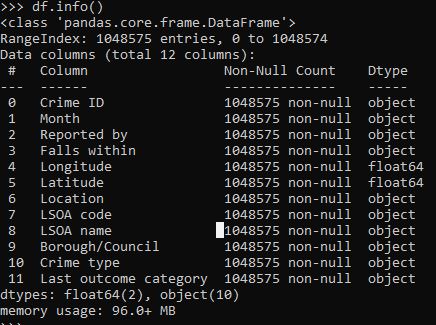 >>> df.info()
<class 'pandas.core.frame.DataFrame'>
RangeIndex: 1048575 entries, 0 to 1048574
Data columns (total 12 columns):
 #   Column                 Non-Null Count    Dtype
---  ------                 --------------    -----
 0   Crime ID               1048575 non-null  object
 1   Month                  1048575 non-null  object
 2   Reported by            1048575 non-null  object
 3   Falls within           1048575 non-null  object
 4   Longitude              1048575 non-null  float64
 5   Latitude               1048575 non-null  float64
 6   Location               1048575 non-null  object
 7   LSOA code              1048575 non-null  object
 8   LSOA name              1048575 non-null  object
 9   Borough/Council        1048575 non-null  object
 10  Crime type             1048575 non-null  object
 11  Last outcome category  1048575 non-null  object
dtypes: float64(2), object(10)
memory usage: 96.0+ MB
>>>